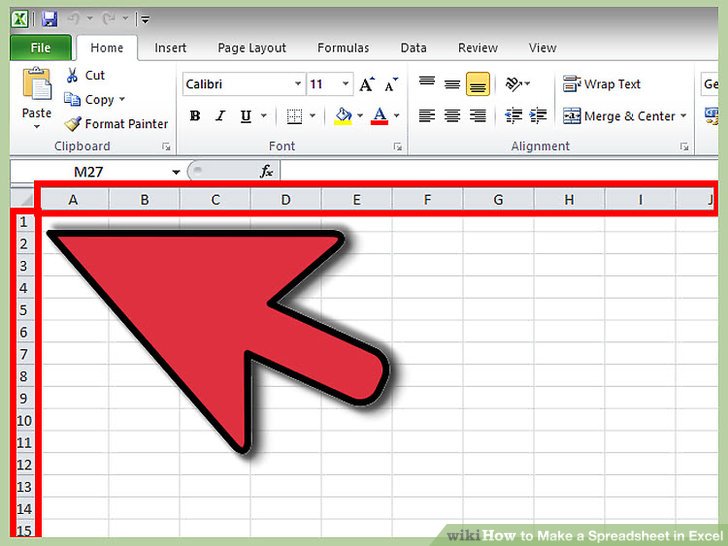 File Home Insert Page Layout Formulas Data Review View
Cut
Calibri 11 A A Wrap Text Ge
Copy
Paste
Format Painter B I U A Merge & Center $
Clipboard Font Alignment
M27 fx
A B C D E F G H I J
1
2
3
4
5
6
7
8
9
10
11
12
13
14
15
wikiHow to Make a Spreadsheet in Excel